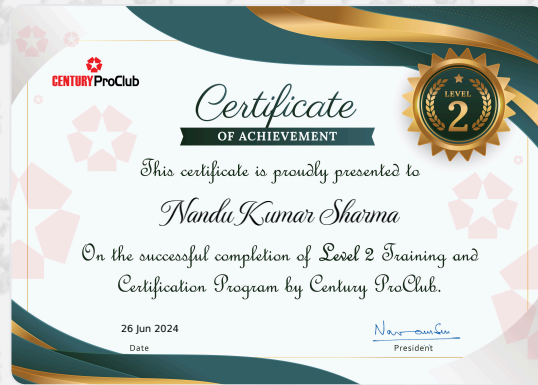 CENTURY ProClub
LEVEL
2
Certificate
OF ACHIEVEMENT
This certificate is proudly presented to
Nandu Kumar Sharma
On the successful completion of Level 2 Training and
Certification Program by Century ProClub.
26 Jun 2024
Date
President